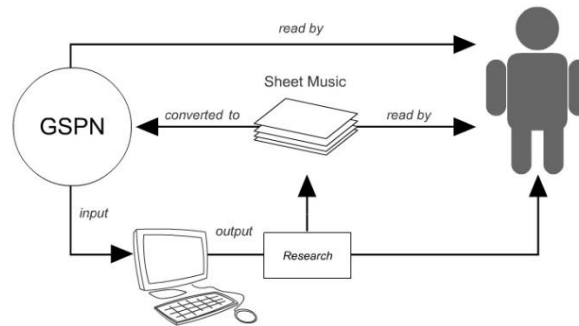 read by
Sheet Music
GSPN
converted to
read by
input
output
Research